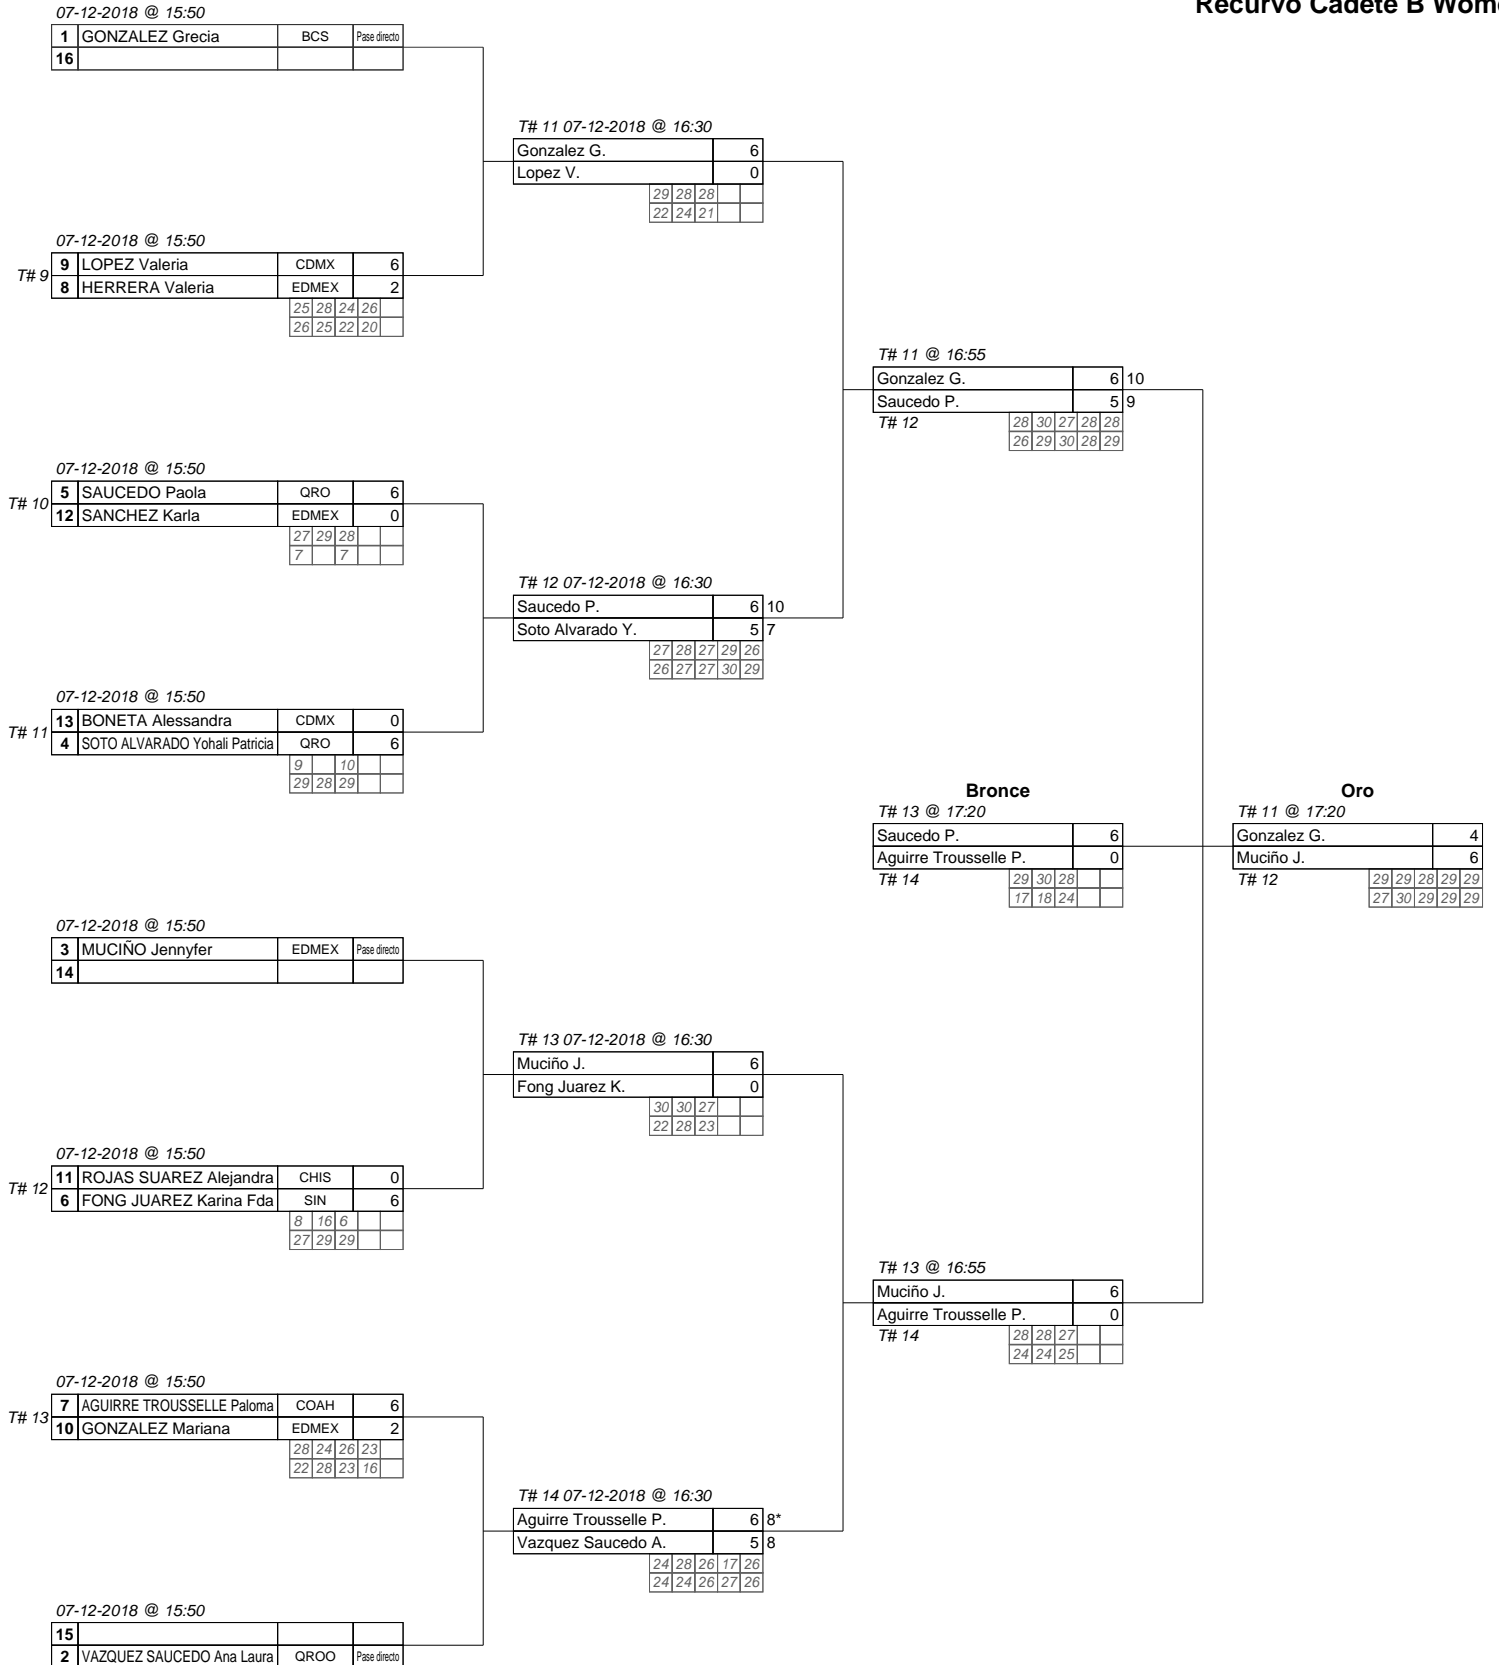 Recurvo Cadete B
07-12-2018 @ 15:50
1 GONZALEZ Grecia BCS Pase directo
16
T# 11 07-12-2018 @ 16:30
Gonzalez G. 6
Lopez V. 0
29 28 28
22 24 21
07-12-2018 @ 15:50
T# 9
9 LOPEZ Valeria CDMX 6
8 HERRERA Valeria EDMEX 2
25 28 24 26
26 25 22 20
T# 11 @ 16:55
Gonzalez G. 6 10
Saucedo P. 5 9
T# 12 28 30 27 28 28
26 29 30 28 29
07-12-2018 @ 15:50
T# 10
5 SAUCEDO Paola QRO 6
12 SANCHEZ Karla EDMEX 0
27 29 28
7 7
T# 12 07-12-2018 @ 16:30
Saucedo P. 6 10
Soto Alvarado Y. 5 7
27 28 27 29 26
26 27 27 30 29
07-12-2018 @ 15:50
T# 11
13 BONETA Alessandra CDMX 0
4 SOTO ALVARADO Yohali Patricia QRO 6
9 10
29 28 29
Bronce
T# 13 @ 17:20
Saucedo P. 6
Aguirre Trousselle P. 0
T# 14 29 30 28
17 18 24
Oro
T# 11 @ 17:20
Gonzalez G. 4
Muciño J. 6
T# 12 29 29 28 29 29
27 30 29 29 29
07-12-2018 @ 15:50
3 MUCIÑO Jennyfer EDMEX Pase directo
14
T# 13 07-12-2018 @ 16:30
Muciño J. 6
Fong Juarez K. 0
30 30 27
22 28 23
07-12-2018 @ 15:50
T# 12
11 ROJAS SUAREZ Alejandra CHIS 0
6 FONG JUAREZ Karina Fda SIN 6
8 16 6
27 29 29
T# 13 @ 16:55
Muciño J. 6
Aguirre Trousselle P. 0
T# 14 28 28 27
24 24 25
07-12-2018 @ 15:50
T# 13
7 AGUIRRE TROUSSELLE Paloma COAH 6
10 GONZALEZ Mariana EDMEX 2
28 24 26 23
22 28 23 16
T# 14 07-12-2018 @ 16:30
Aguirre Trousselle P. 6 8*
Vazquez Saucedo A. 5 8
24 28 26 17 26
24 24 26 27 26
07-12-2018 @ 15:50
15
2 VAZQUEZ SAUCEDO Ana Laura QROO Pase directo